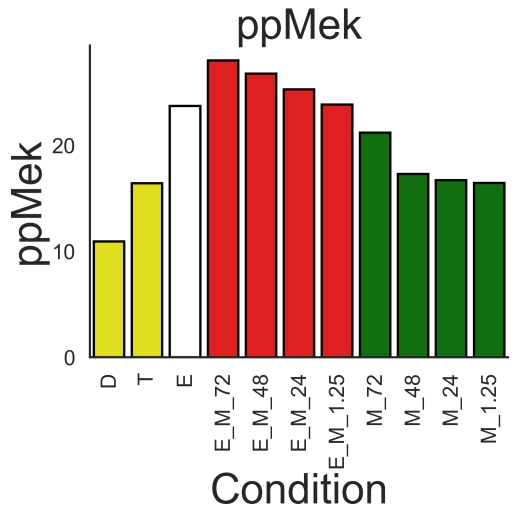 ppMek
ppMek
20
10
0
D
T
E
E_M_72
E_M_48
E_M_24
E_M_1.25
M_72
M_48
M_24
M_1.25
Condition